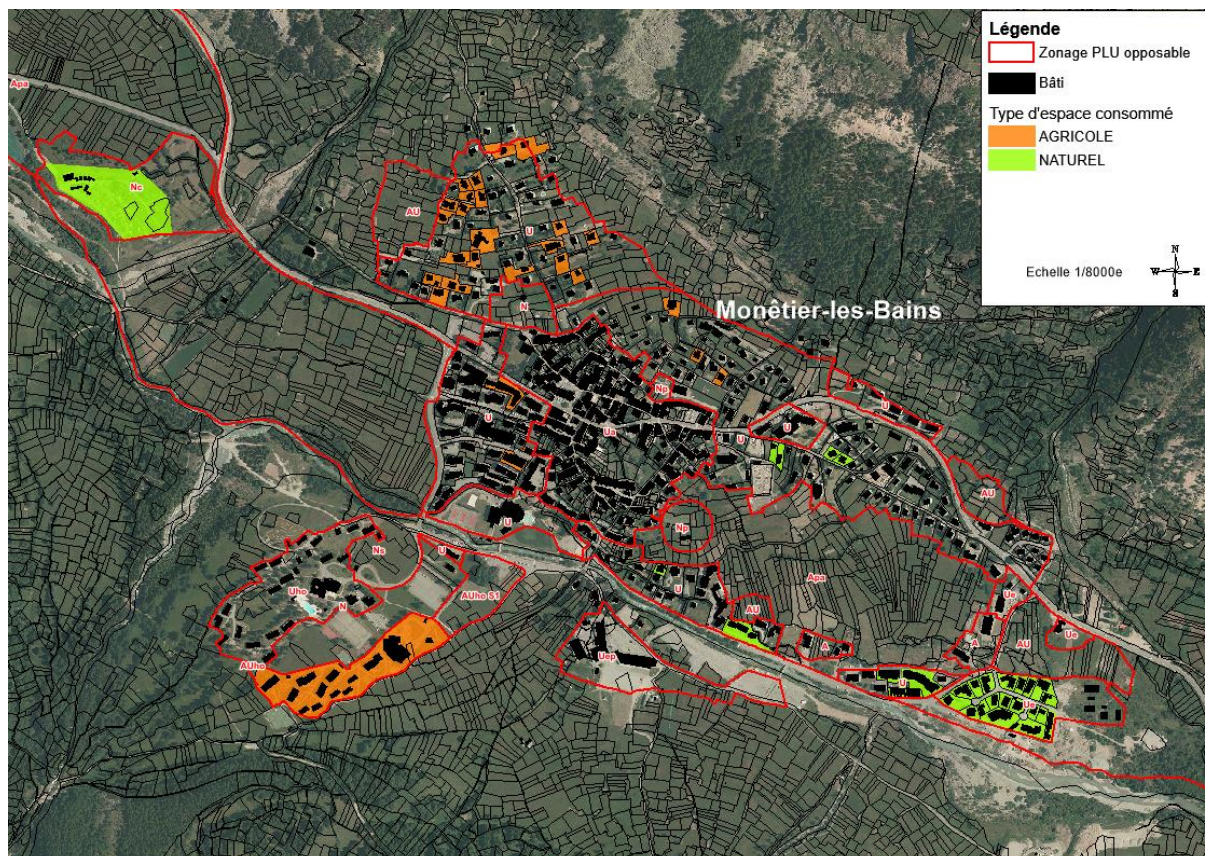 Légende
Zonage PLU opposable
Bâti
Type d'espace consommé
AGRICOLE
NATUREL
Echelle 1/8000e
N
W
E
S
Apa
Nc
AU
U
N
Monêtier-les-Bains
Np
U
U
Ua
U
U
AU
Np
U
Ns
U
Uho
N
AUho S1
U
Apa
AU
Ue
Ue
A
A
AU
Uep
AUho
U
Ue